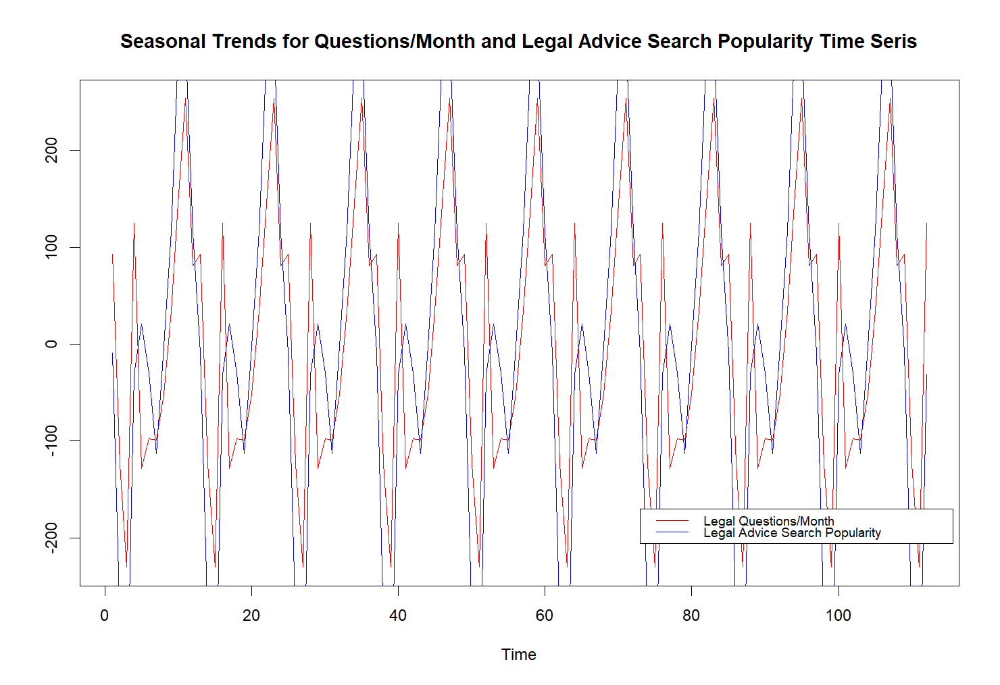 Seasonal Trends for Questions/Month and Legal Advice Search Popularity Time Seris
200
100
0
-100
-200
Legal Questions/Month
Legal Advice Search Popularity
0 20 40 60 80 100
Time